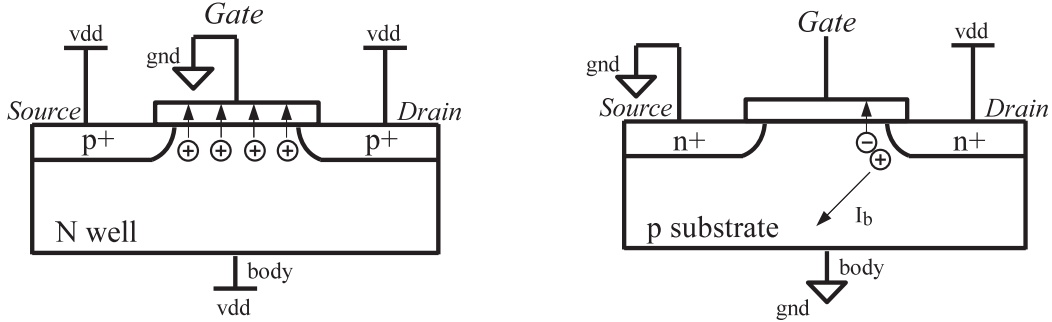 Gate
vdd
gnd
vdd
Source
Drain
p+
p+
N well
body
vdd
Gate
gnd
vdd
Source
Drain
n+
n+
Ib
p substrate
body
gnd